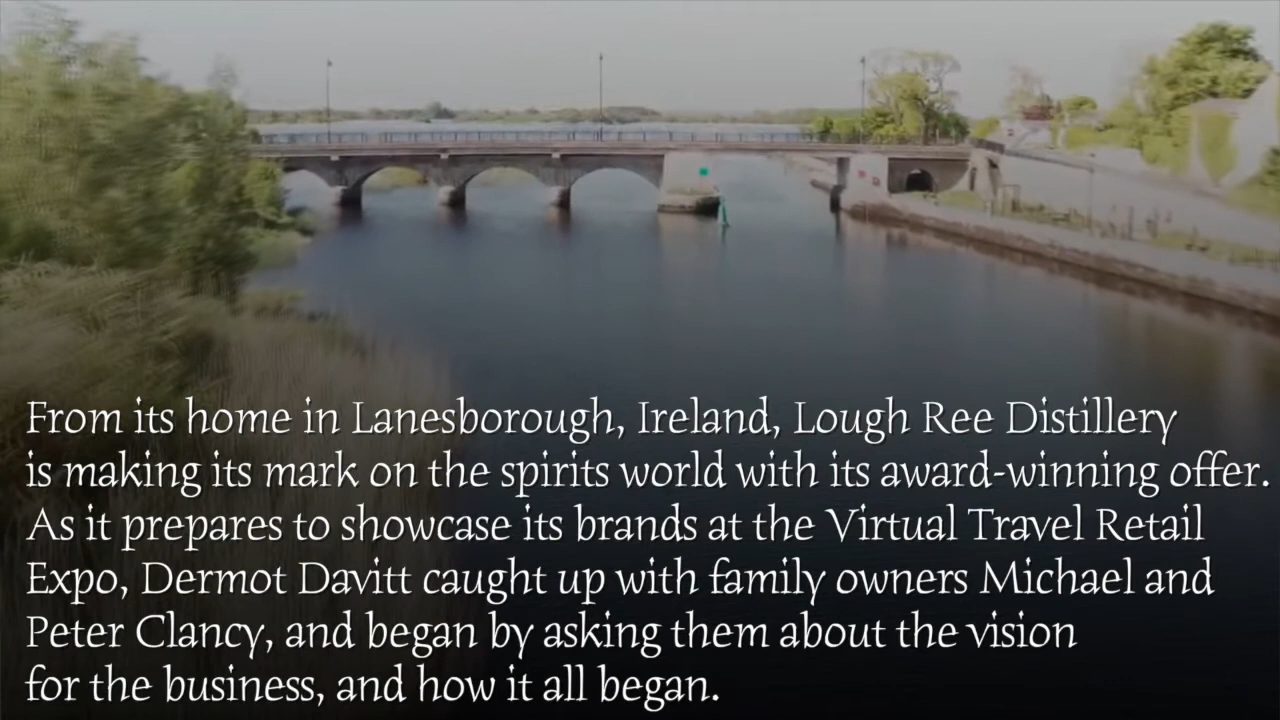 From its home in Lanesborough, Ireland, Lough Ree Distillery
is making its mark on the spirits world with its award-winning offer.
As it prepares to showcase its brands at the Virtual Travel Retail
Expo, Dermot Davitt caught up with family owners Michael and
Peter Clancy, and began by asking them about the vision
for the business, and how it all began.